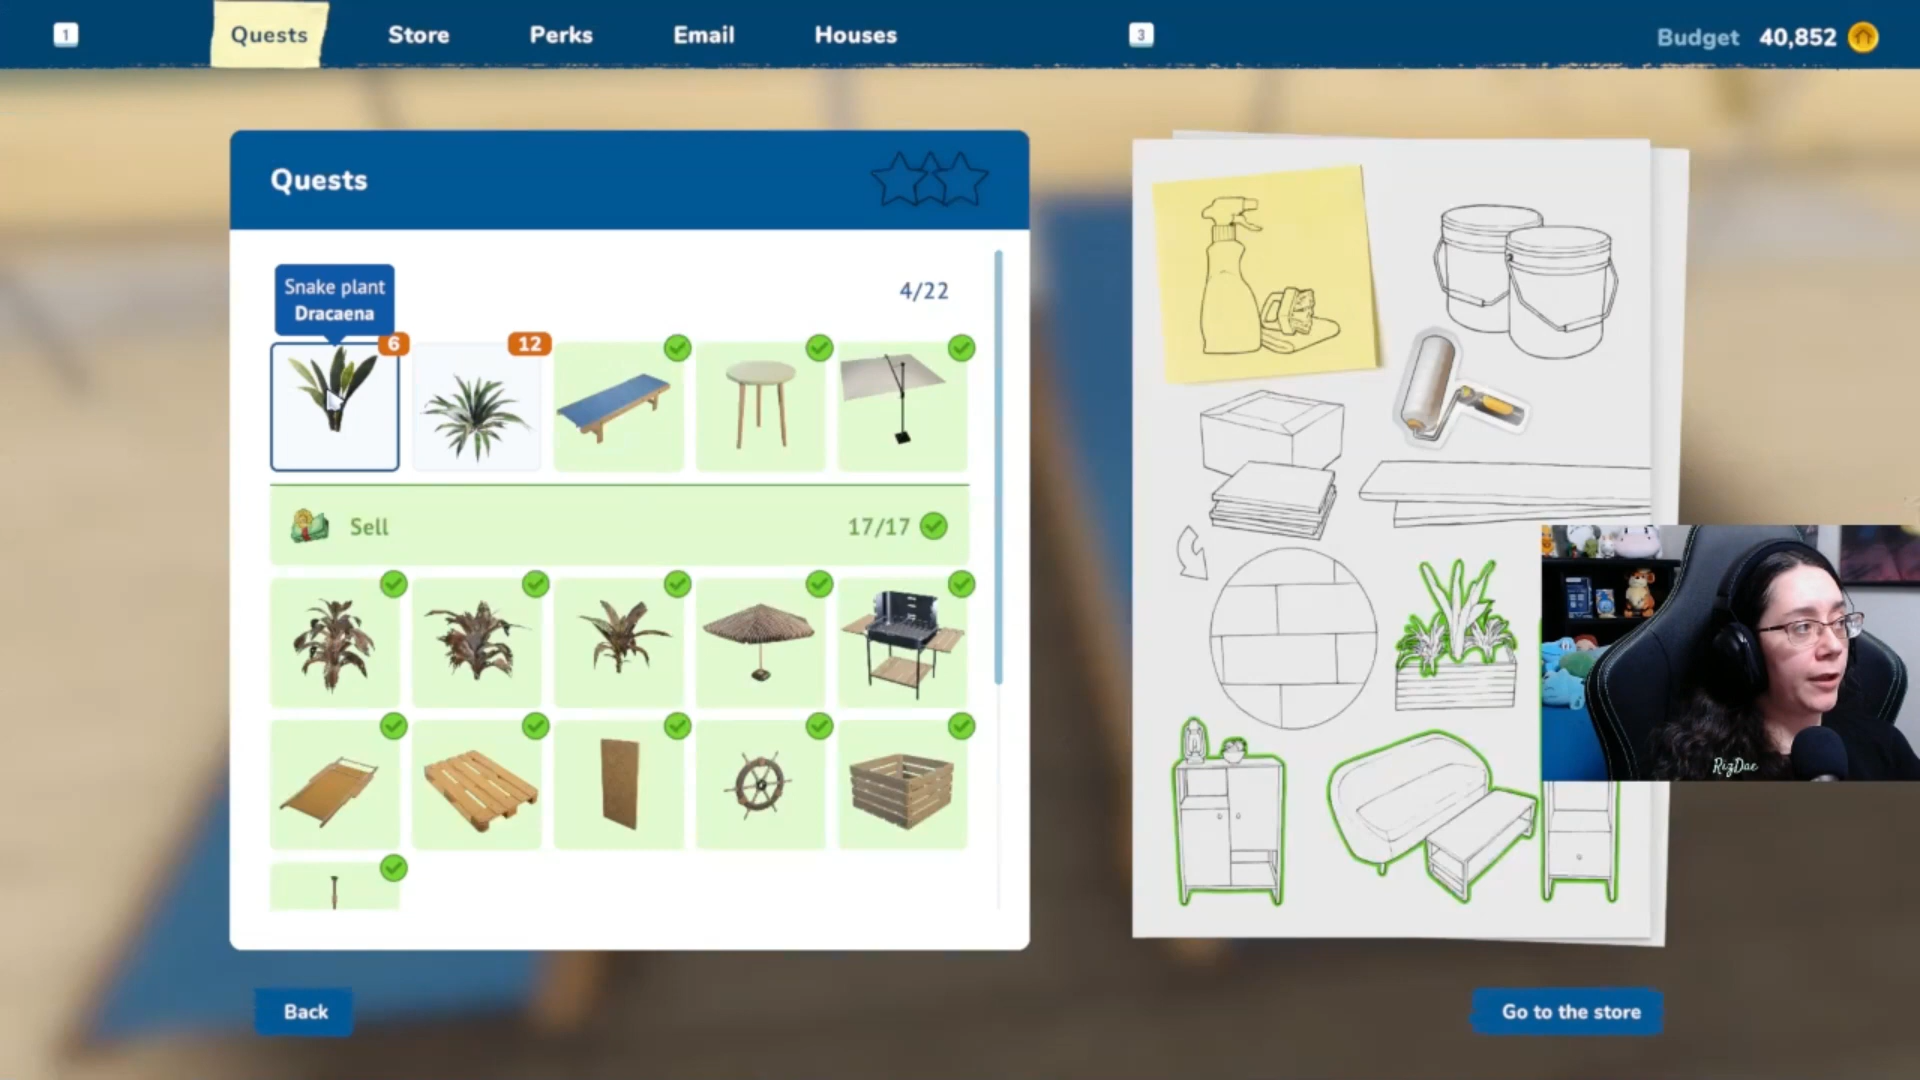 1
Quests
Store
Perks
Email
Houses
3
Budget 40,852
Quests
Snake plant
Dracaena
4/22
6
12
Sell
17/17
RizDae
Back
Go to the store